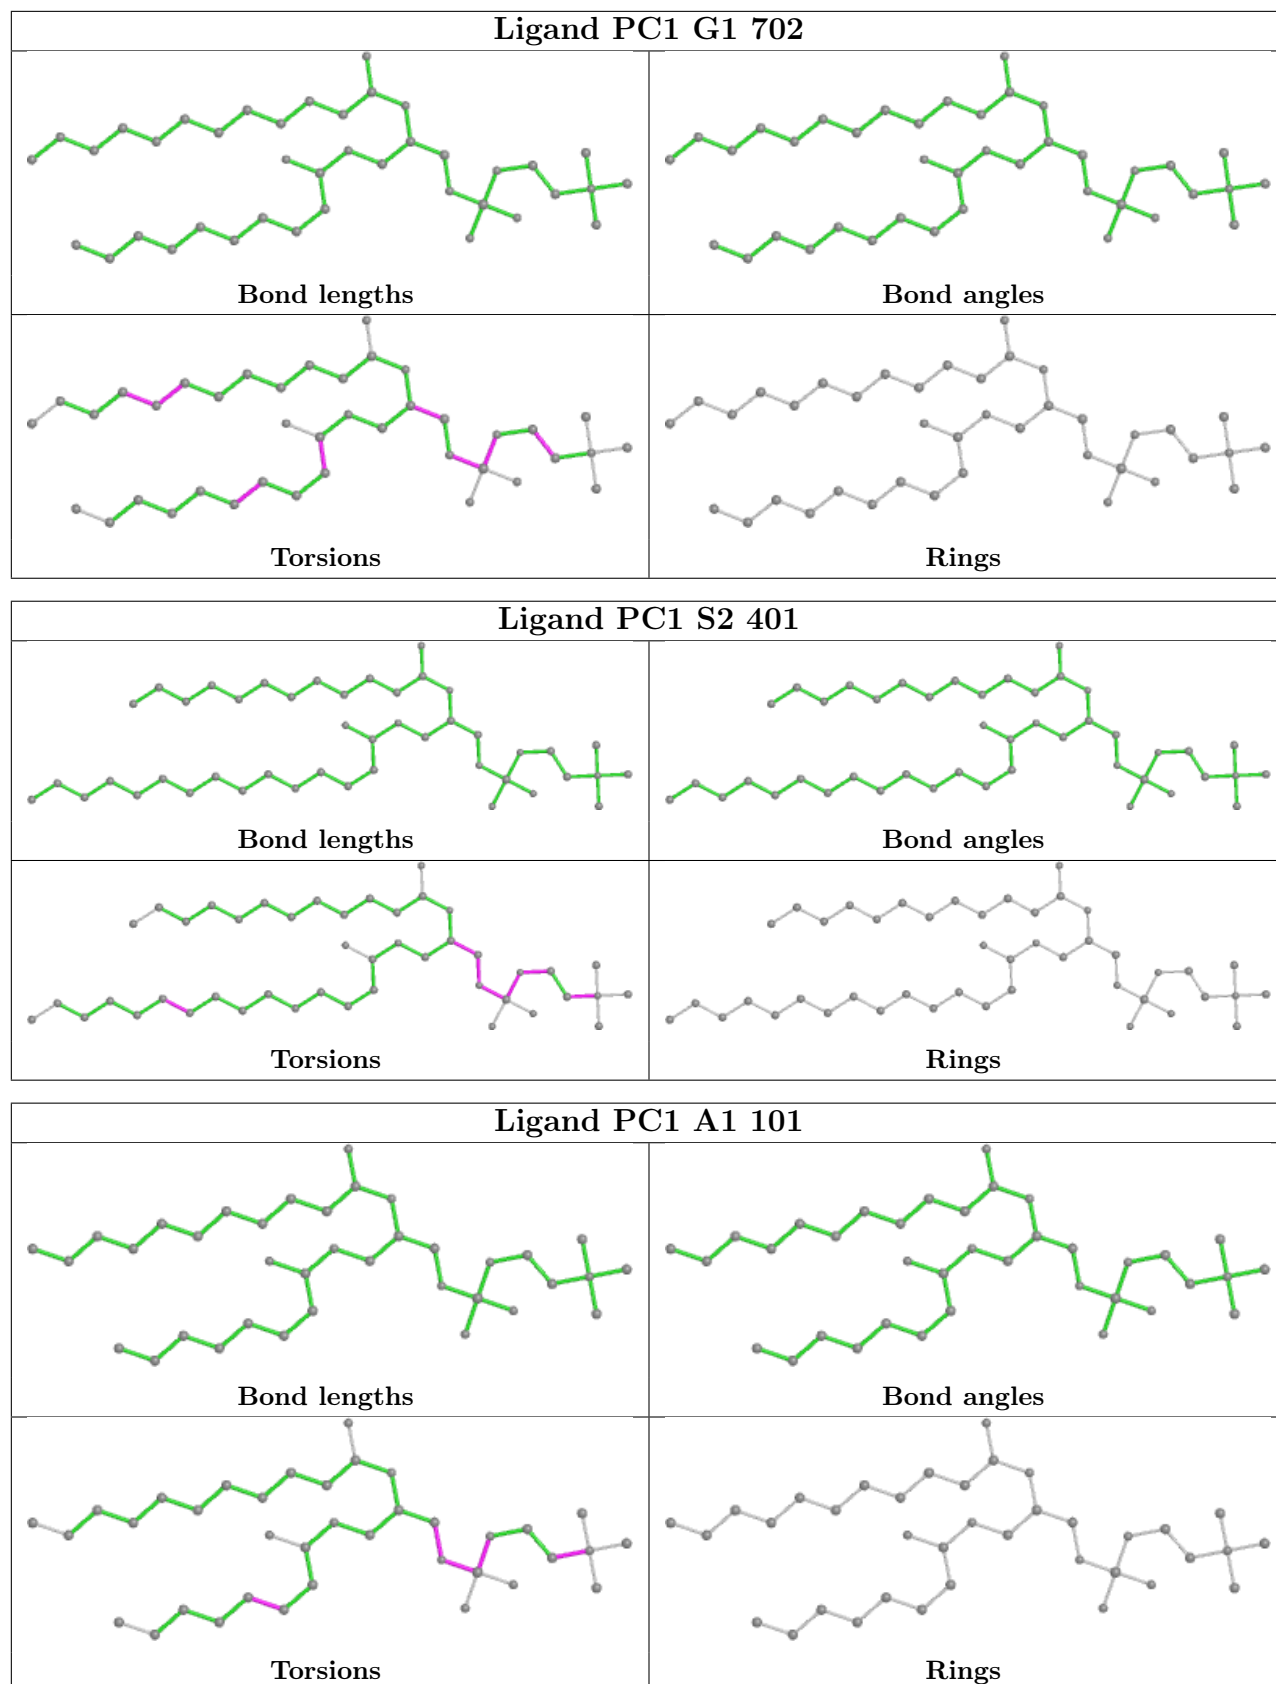 Ligand PC1 G1 702
Bond lengths
Bond angles
Torsions
Rings
Ligand PC1 S2 401
Bond lengths
Bond angles
Torsions
Rings
Ligand PC1 A1 101
Bond lengths
Bond angles
Torsions
Rings